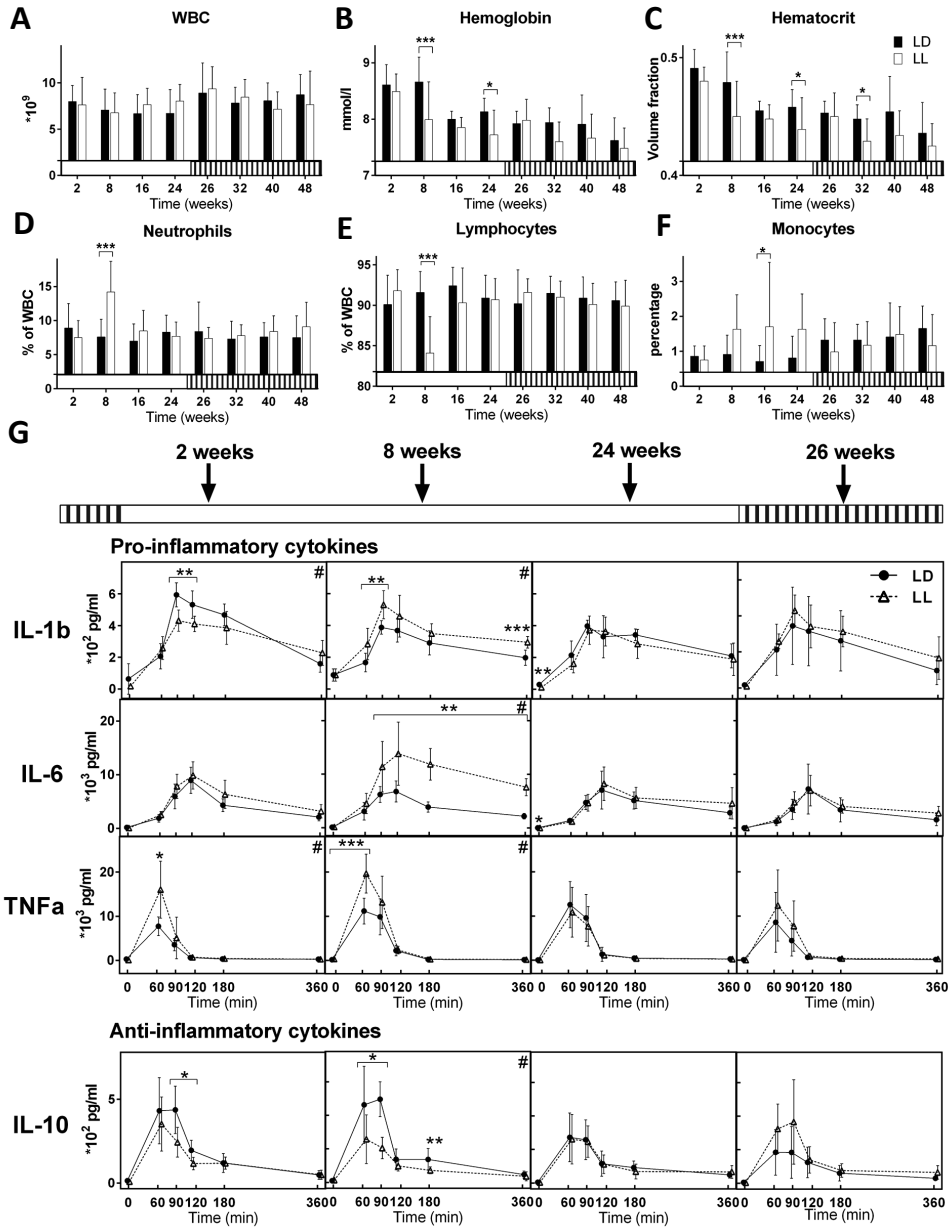 A
WBC
*10⁹
10
5
0
2 8 16 24 26 32 40 48
Time (weeks)
B
Hemoglobin
mmol/l
9
8
7
***
*
2 8 16 24 26 32 40 48
Time (weeks)
C
Hematocrit
Volume fraction
0.5
0.4
***
*
*
LD
LL
2 8 16 24 26 32 40 48
Time (weeks)
D
Neutrophils
% of WBC
15
10
5
0
***
2 8 16 24 26 32 40 48
Time (weeks)
E
Lymphocytes
% of WBC
95
90
85
80
***
2 8 16 24 26 32 40 48
Time (weeks)
F
Monocytes
percentage
3
2
1
0
*
2 8 16 24 26 32 40 48
Time (weeks)
G
2 weeks 8 weeks 24 weeks 26 weeks
Pro-inflammatory cytokines
IL-1b
*10² pg/ml
6
4
2
0
**
#
**
#
***
**
LD
LL
IL-6
*10³ pg/ml
20
10
0
**
#
*
TNFa
*10³ pg/ml
20
10
0
*
#
***
#
0 60 90 120 180 360
0 60 90 120 180 360
0 60 90 120 180 360
0 60 90 120 180 360
Time (min) Time (min) Time (min) Time (min)
Anti-inflammatory cytokines
IL-10
*10² pg/ml
5
0
*
*
#
**
0 60 90 120 180 360
0 60 90 120 180 360
0 60 90 120 180 360
0 60 90 120 180 360
Time (min) Time (min) Time (min) Time (min)